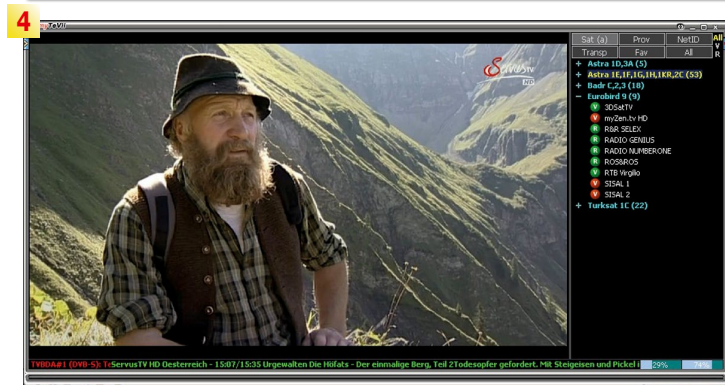 4
myTeVii
ServusTV
HD
Sat (a) Prov NetID All
Transp Fav All V
R
+ Astra 1D,3A (5)
+ Astra 1E,1F,1G,1H,1KR,2C (53)
+ Badr C,2,3 (18)
− Eurobird 9 (9)
V 3DSatTV
V myZen.tv HD
R R&R SELEX
R RADIO GENIUS
R RADIO NUMBERONE
R ROS&ROS
V RTB Virgilio
V SISAL 1
V SISAL 2
+ Turksat 1C (22)
TVBDA#1 (DVB-S): ServusTV HD Oesterreich - 15:07/15:35 Urgewalten Die Höfats - Der einmalige Berg, Teil 2Todesopfer gefordert. Mit Steigeisen und Pickel 29% 74%